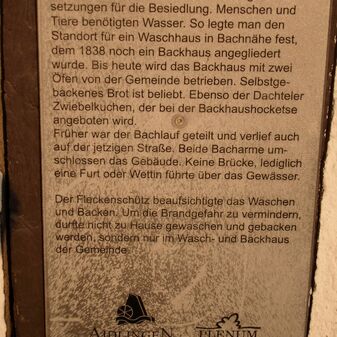 setzungen für die Besiedlung. Menschen und
Tiere benötigten Wasser. So legte man den
Standort für ein Waschhaus in Bachnähe fest,
dem 1838 noch ein Backhaus angegliedert
wurde. Bis heute wird das Backhaus mit zwei
Öfen von der Gemeinde betrieben. Selbstge-
backenes Brot ist beliebt. Ebenso der Dachteler
Zwiebelkuchen, der bei der Backhaushocketse
angeboten wird.
Früher war der Bachlauf geteilt und verlief auch
auf der jetzigen Straße. Beide Bacharme um-
schlossen das Gebäude. Keine Brücke, lediglich
eine Furt oder Wettin führte über das Gewässer.
Der Fleckenschütz beaufsichtigte das Waschen
und Backen. Um die Brandgefahr zu vermindern,
durfte nicht zu Hause gewaschen und gebacken
werden, sondern nur im Wasch- und Backhaus
der Gemeinde.
AIDLINGEN PLENUM